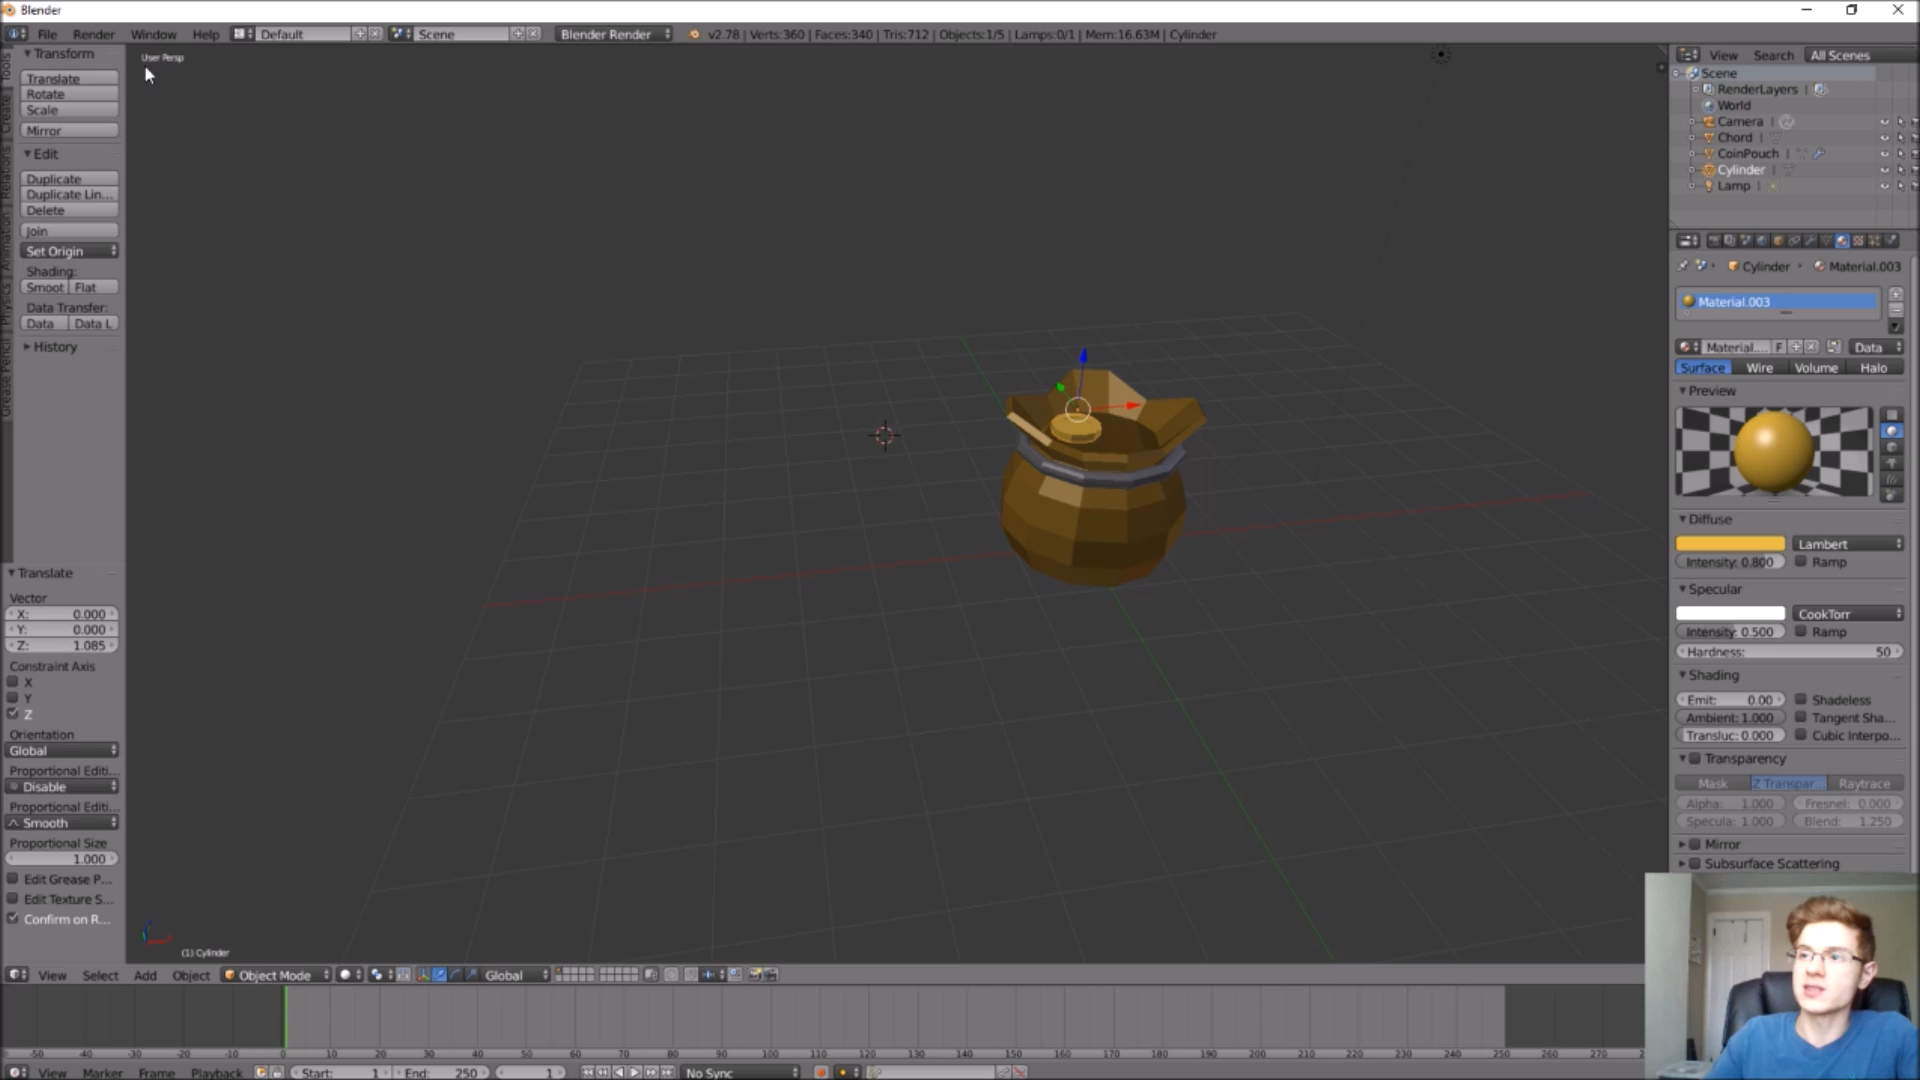 Blender
File Render Window Help Default Scene Blender Render v2.78 | Verts:360 | Faces:340 | Tris:712 | Objects:1/5 | Lamps:0/1 | Mem:16.63M | Cylinder
Tools
Create
Relations
Animation
Physics
Grease Pencil
Transform
Translate
Rotate
Scale
Mirror
Edit
Duplicate
Duplicate Lin...
Delete
Join
Set Origin
Shading:
Smoot Flat
Data Transfer:
Data Data L
History
Translate
Vector
X: 0.000
Y: 0.000
Z: 1.085
Constraint Axis
X
Y
Z
Orientation
Global
Proportional Editi...
Disable
Proportional Editi...
Smooth
Proportional Size
1.000
Edit Grease P...
Edit Texture S...
Confirm on R...
User Persp
(1) Cylinder
View Search All Scenes
Scene
RenderLayers
World
Camera
Chord
CoinPouch
Cylinder
Lamp
Cylinder Material.003
Material.003
Material.... F Data
Surface Wire Volume Halo
Preview
Diffuse
Lambert
Intensity: 0.800 Ramp
Specular
CookTorr
Intensity: 0.500 Ramp
Hardness: 50
Shading
Emit: 0.00 Shadeless
Ambient: 1.000 Tangent Sha...
Transluc: 0.000 Cubic Interpo...
Transparency
Mask Z Transpar... Raytrace
Alpha: 1.000 Fresnel: 0.000
Specula: 1.000 Blend: 1.250
Mirror
Subsurface Scattering
View Select Add Object Object Mode Global
-50 -40 -30 -20 -10 0 10 20 30 40 50 60 70 80 90 100 110 120 130 140 150 160 170 180 190 200 210 220 230 240 250 260 270
View Marker Frame Playback Start: 1 End: 250 1 No Sync